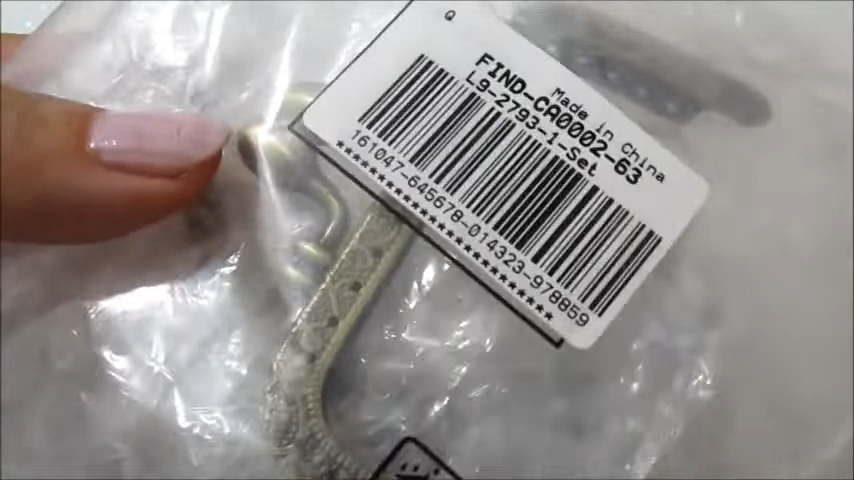 Q
Made in China
FIND-CA0002-63
L9-2793-1-Set
161047-645678-014323-978859